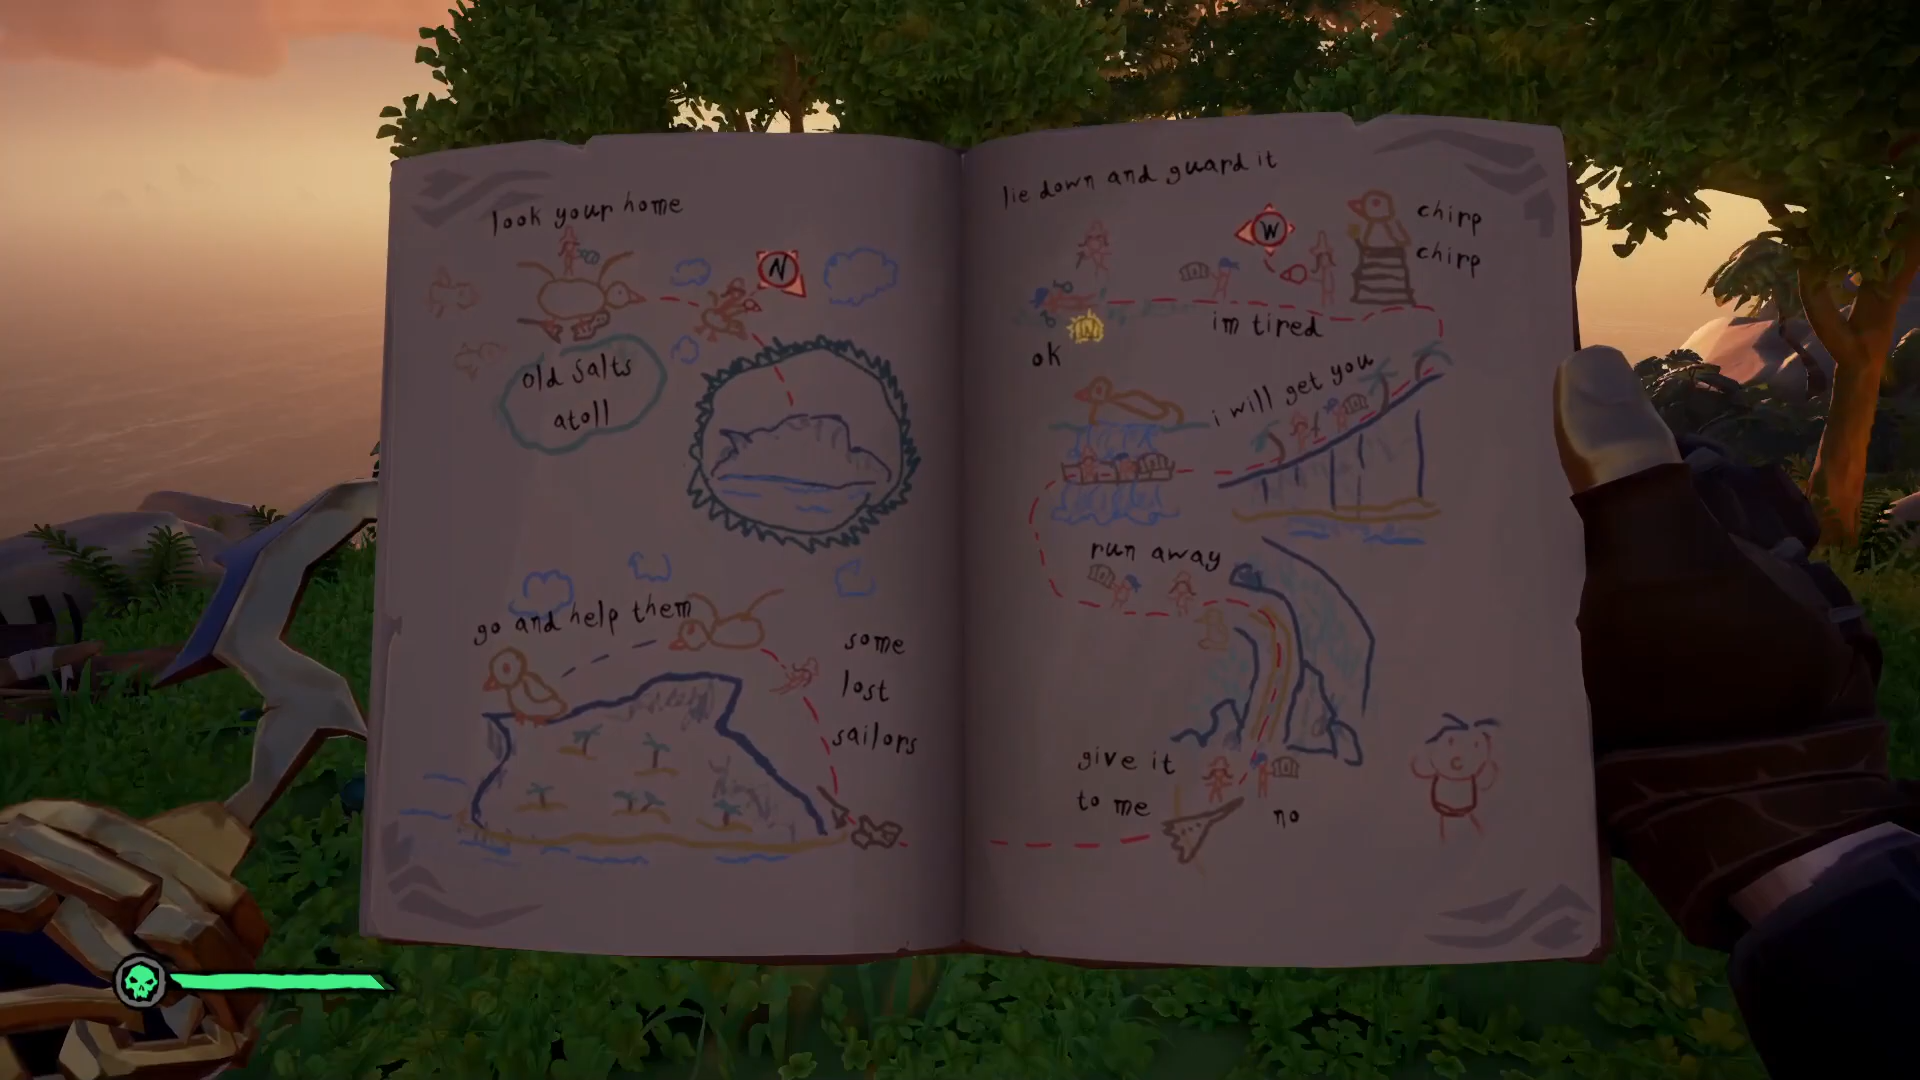 look your home
N
old salts
atoll
go and help them
some
lost
sailors
lie down and guard it
W
chirp
chirp
im tired
ok
i will get you
run away
give it
to me
no